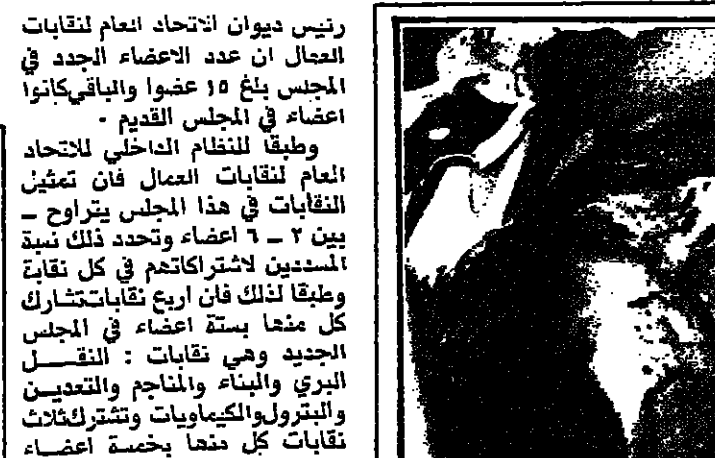 رئيس ديوان الاتحاد العام لنقابات
العمال ان عدد الاعضاء الجدد في
المجلس بلغ ١٥ عضوا والباقي كانوا
اعضاء في المجلس القديم .
وطبقا للنظام الداخلي للاتحاد
العام لنقابات العمال فان تمثيل
النقابات في هذا المجلس يتراوح ـ
بين ٢ ـ ٦ اعضاء وتحدد ذلك نسبة
المسددين لاشتراكاتهم في كل نقابة
وطبقا لذلك فان اربع نقابات تشارك
كل منها بستة اعضاء في المجلس
الجديد وهي نقابات : النقـــل
البري والبناء والمناجم والتعديـن
والبترول والكيماويات وتشترك ثلاث
نقابات كل منها بخمسة اعضــاء